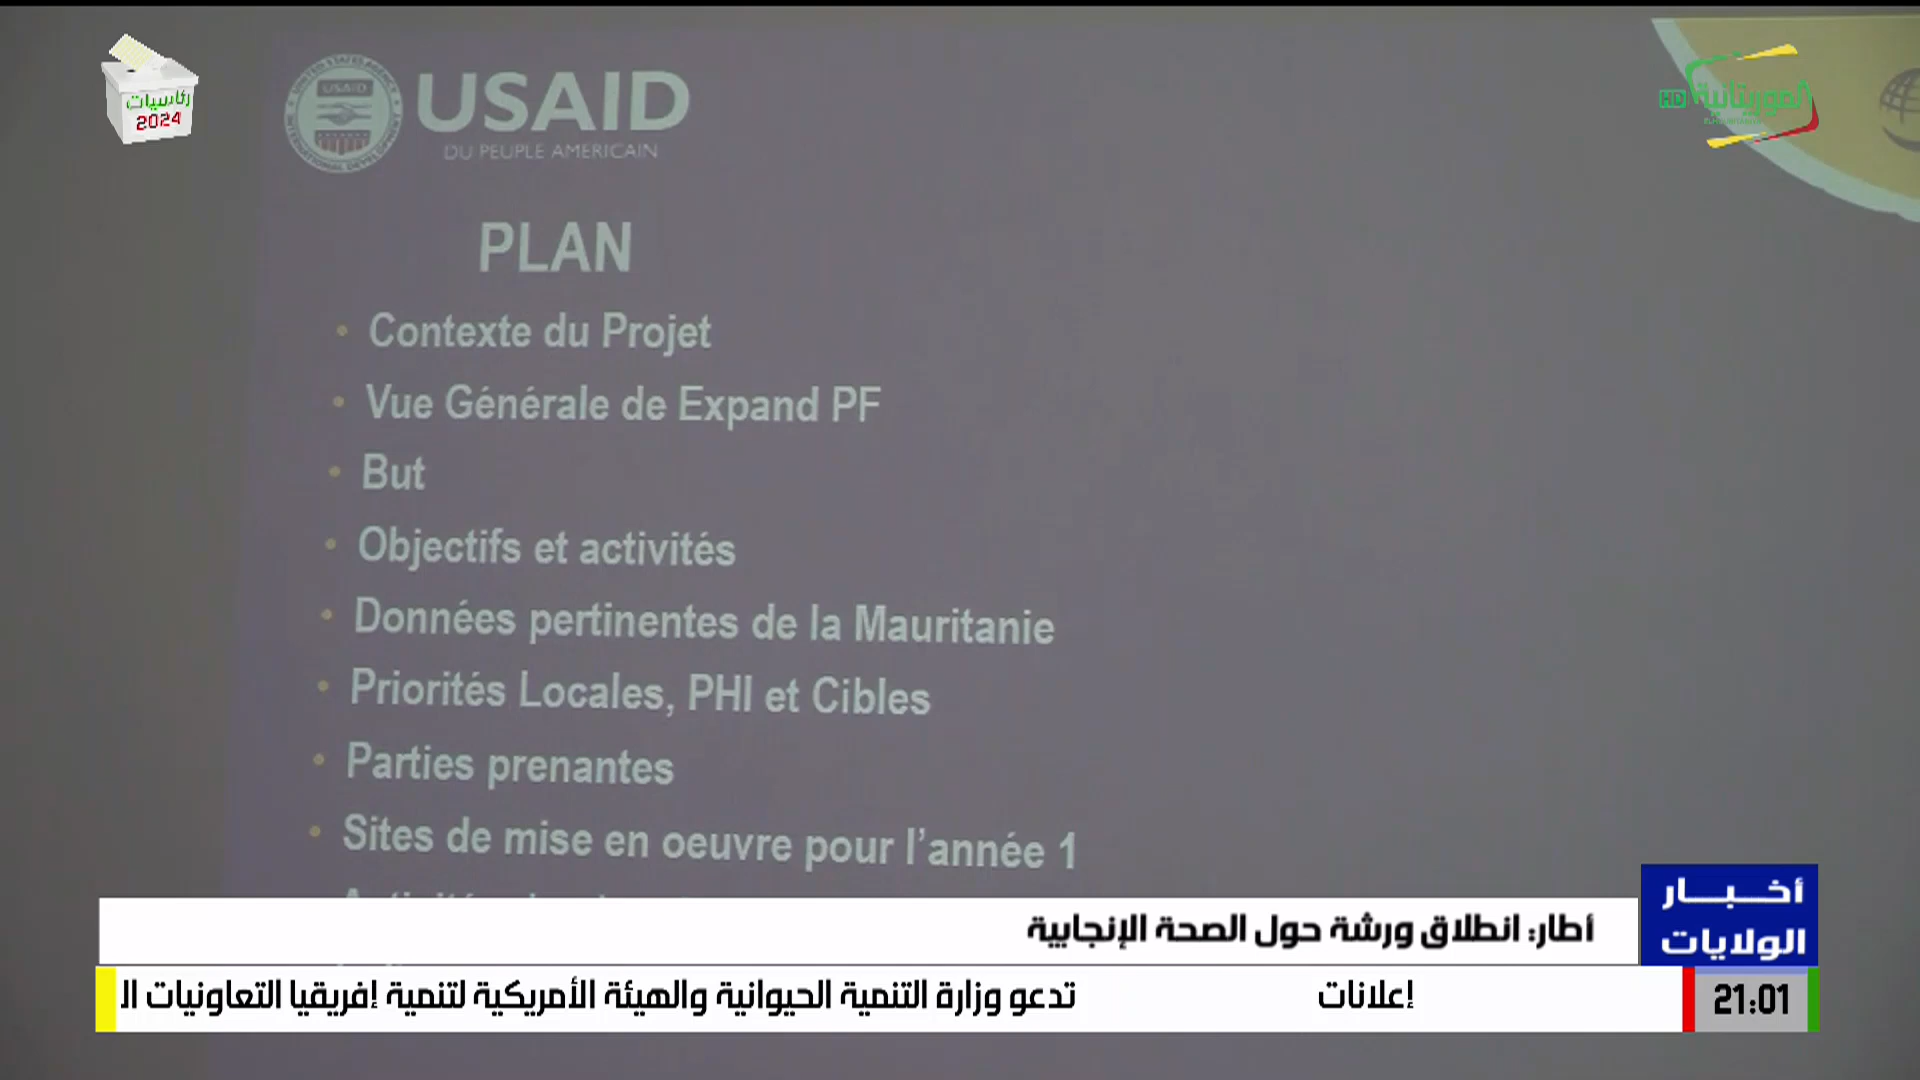 رئاسيات
2024
USAID
USAID
DU PEUPLE AMERICAIN
الموريتانية
HD
PLAN
• Contexte du Projet
• Vue Générale de Expand PF
• But
• Objectifs et activités
• Données pertinentes de la Mauritanie
• Priorités Locales, PHI et Cibles
• Parties prenantes
• Sites de mise en oeuvre pour l’année 1
أخبار
الولايات
أطار: انطلاق ورشة حول الصحة الإنجابية
إعلانات
تدعو وزارة التنمية الحيوانية والهيئة الأمريكية لتنمية إفريقيا التعاونيات ال
21:01